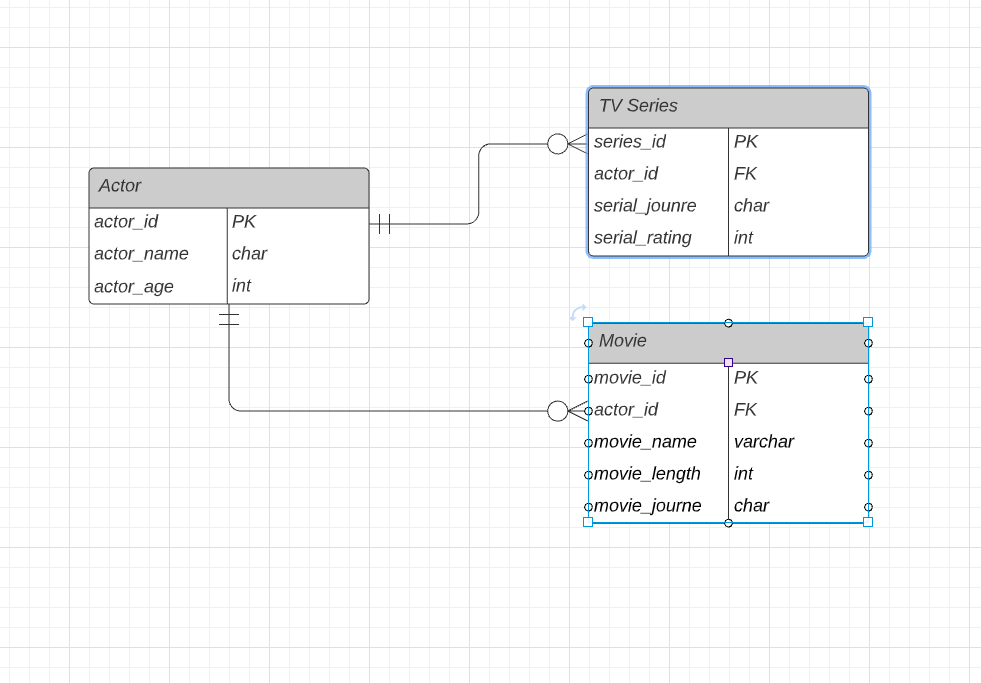 Actor
actor_id PK
actor_name char
actor_age int
TV Series
series_id PK
actor_id FK
serial_jounre char
serial_rating int
Movie
movie_id PK
actor_id FK
movie_name varchar
movie_length int
movie_journe char